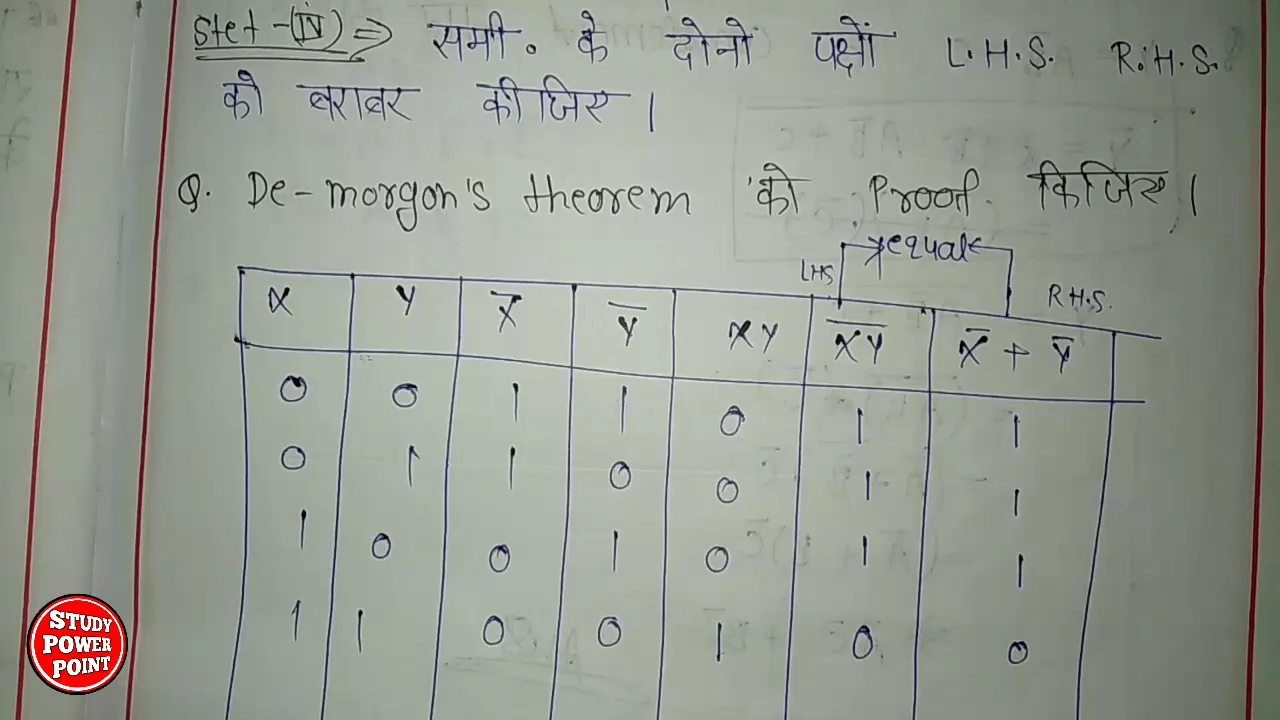 Stet -(IV) ⇒ समी. के दोनो पक्षों L.H.S. R.H.S.
को बराबर कीजिए।
Q. De-morgon's theorem को Proof किजिए।
LHS equal R.H.S.
X Y X̅ Y̅ XY X̅Y̅ X̅ + Y̅
0 0 1 1 0 1 1
0 1 1 0 0 1 1
1 0 0 1 0 1 1
1 1 0 0 1 0 0
STUDY
POWER
POINT